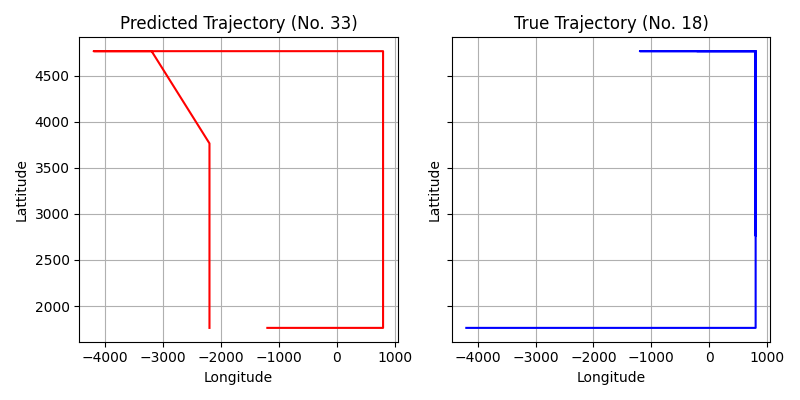 Predicted Trajectory (No. 33)
True Trajectory (No. 18)
Lattitude
4500
4000
3500
3000
2500
2000
−4000 −3000 −2000 −1000 0 1000
Longitude
Lattitude
−4000 −3000 −2000 −1000 0 1000
Longitude